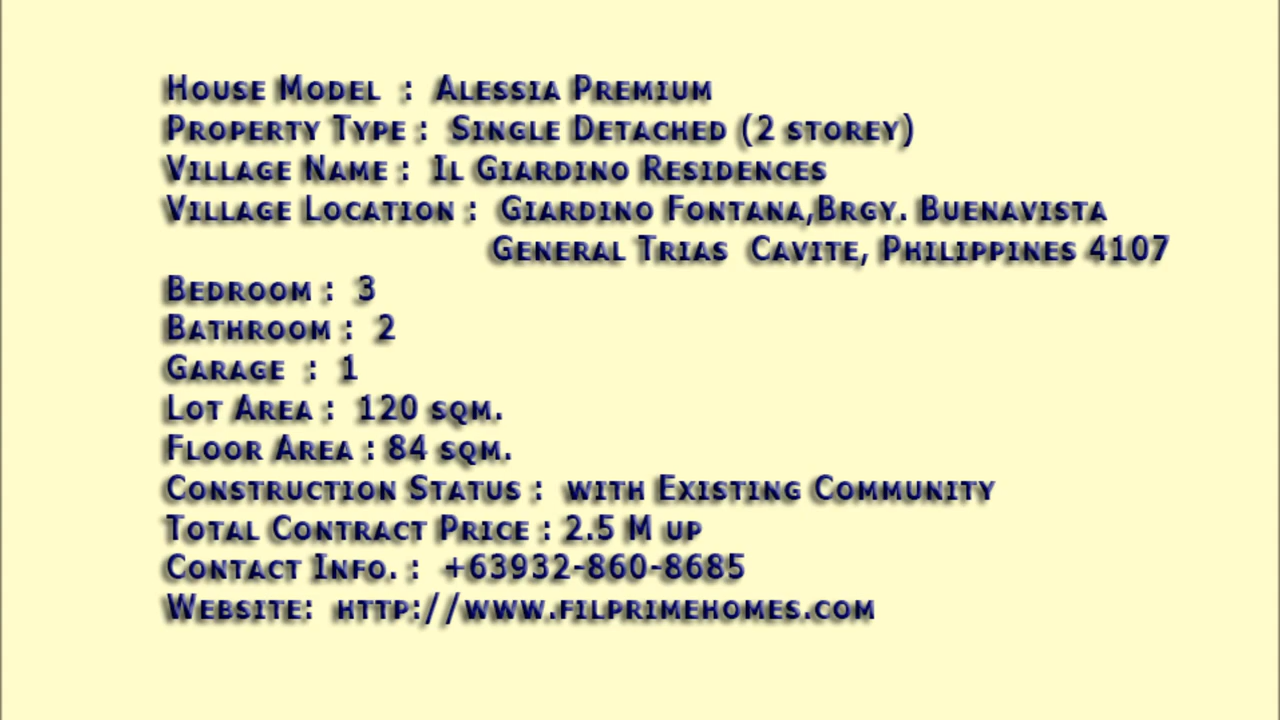 House Model : Alessia Premium
Property Type : Single Detached (2 storey)
Village Name : Il Giardino Residences
Village Location : Giardino Fontana,Brgy. Buenavista
General Trias Cavite, Philippines 4107
Bedroom : 3
Bathroom : 2
Garage : 1
Lot Area : 120 sqm.
Floor Area : 84 sqm.
Construction Status : with Existing Community
Total Contract Price : 2.5 M up
Contact Info. : +63932-860-8685
Website: http://www.filprimehomes.com